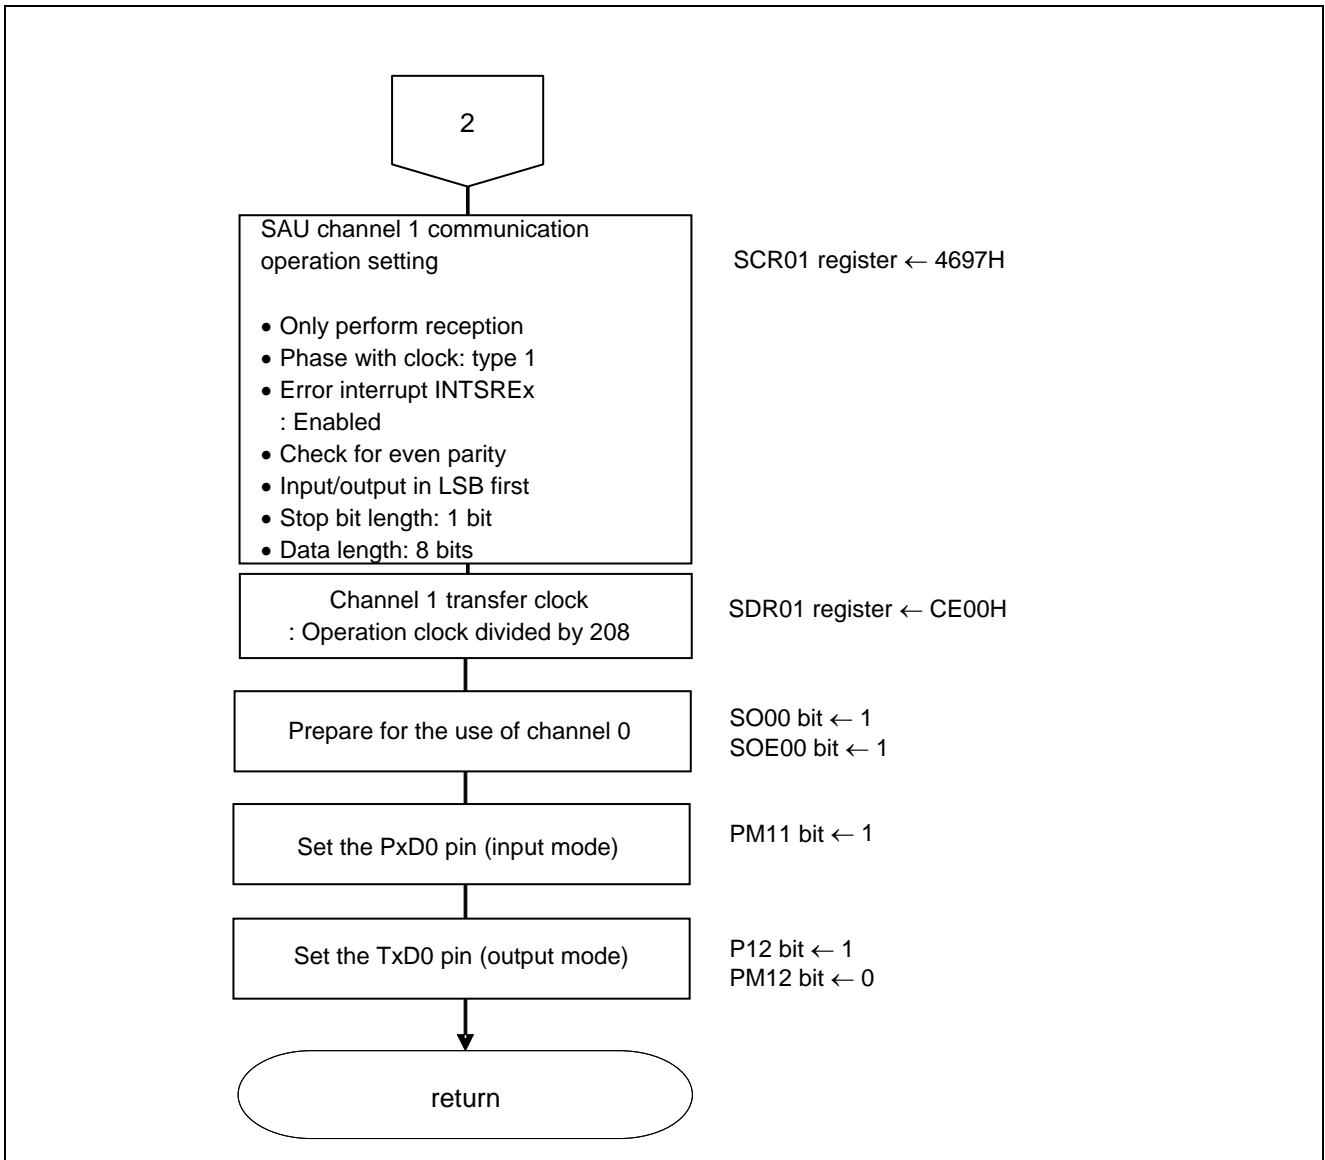 2
SAU channel 1 communication
operation setting
SCR01 register ← 4697H
• Only perform reception
• Phase with clock: type 1
• Error interrupt INTSREx
: Enabled
• Check for even parity
• Input/output in LSB first
• Stop bit length: 1 bit
• Data length: 8 bits
Channel 1 transfer clock
: Operation clock divided by 208
SDR01 register ← CE00H
Prepare for the use of channel 0
SO00 bit ← 1
SOE00 bit ← 1
Set the PxD0 pin (input mode)
PM11 bit ← 1
Set the TxD0 pin (output mode)
P12 bit ← 1
PM12 bit ← 0
return